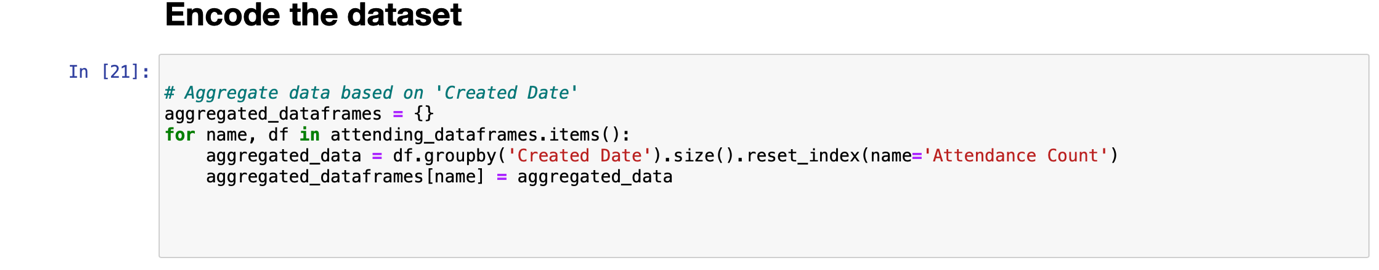 Encode the dataset
In [21]:
# Aggregate data based on 'Created Date'
aggregated_dataframes = {}
for name, df in attending_dataframes.items():
    aggregated_data = df.groupby('Created Date').size().reset_index(name='Attendance Count')
    aggregated_dataframes[name] = aggregated_data